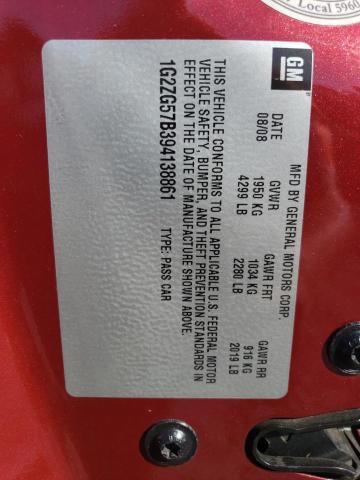 Local 5960
GM
MFD BY GENERAL MOTORS CORP.
DATE GVWR GAWR FRT GAWR RR
08/08 1950 KG 1034 KG 916 KG
4299 LB 2280 LB 2019 LB
THIS VEHICLE CONFORMS TO ALL APPLICABLE U.S. FEDERAL MOTOR
VEHICLE SAFETY, BUMPER, AND THEFT PREVENTION STANDARDS IN
EFFECT ON THE DATE OF MANUFACTURE SHOWN ABOVE.
1G2ZG57B394138861 TYPE: PASS CAR